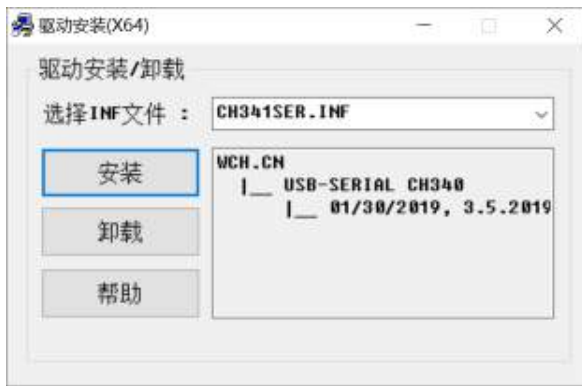 驱动安装(X64)
驱动安装/卸载
选择INF文件 : CH341SER.INF
安装
卸载
帮助
WCH.CN
|__ USB-SERIAL CH340
|__ 01/30/2019, 3.5.2019